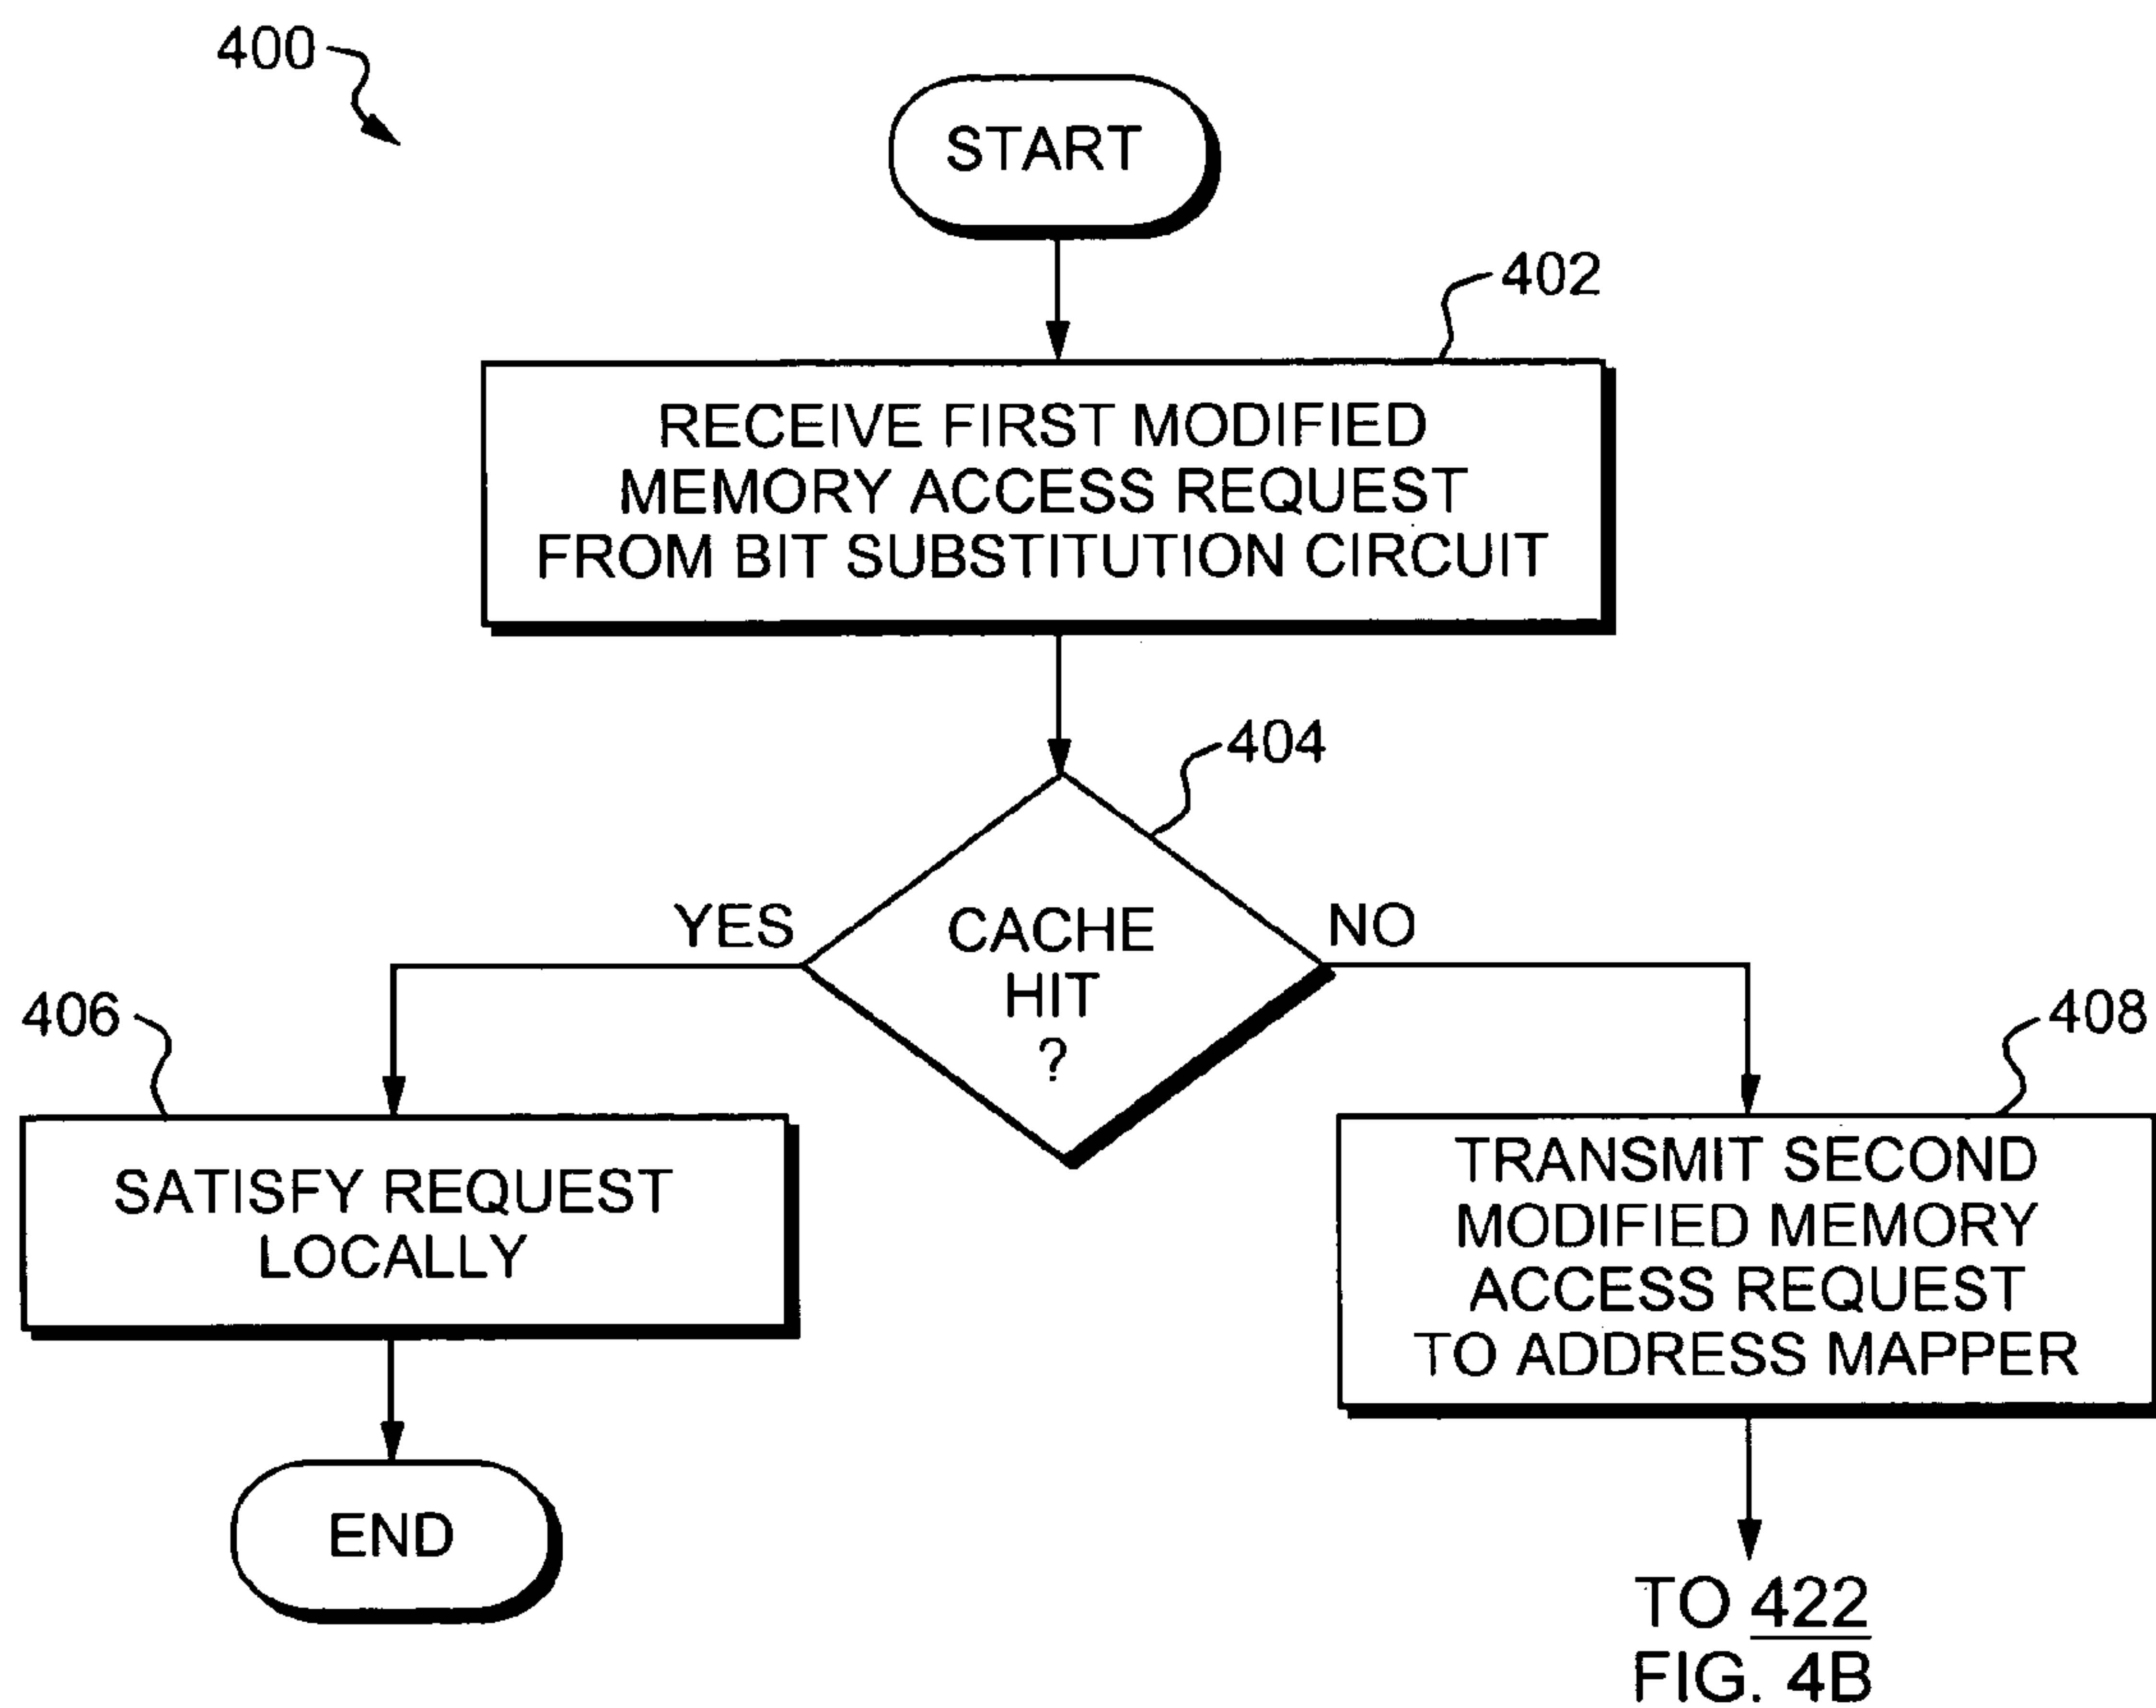 400
START
402
RECEIVE FIRST MODIFIED
MEMORY ACCESS REQUEST
FROM BIT SUBSTITUTION CIRCUIT
404
YES
CACHE
HIT
?
NO
406
SATISFY REQUEST
LOCALLY
408
TRANSMIT SECOND
MODIFIED MEMORY
ACCESS REQUEST
TO ADDRESS MAPPER
END
TO 422
FIG. 4B